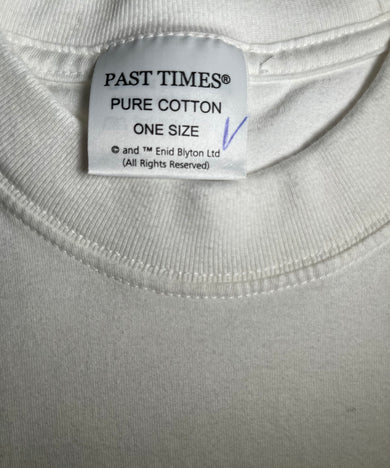 PAST TIMES®
PURE COTTON
ONE SIZE
© and ™ Enid Blyton Ltd
(All Rights Reserved)